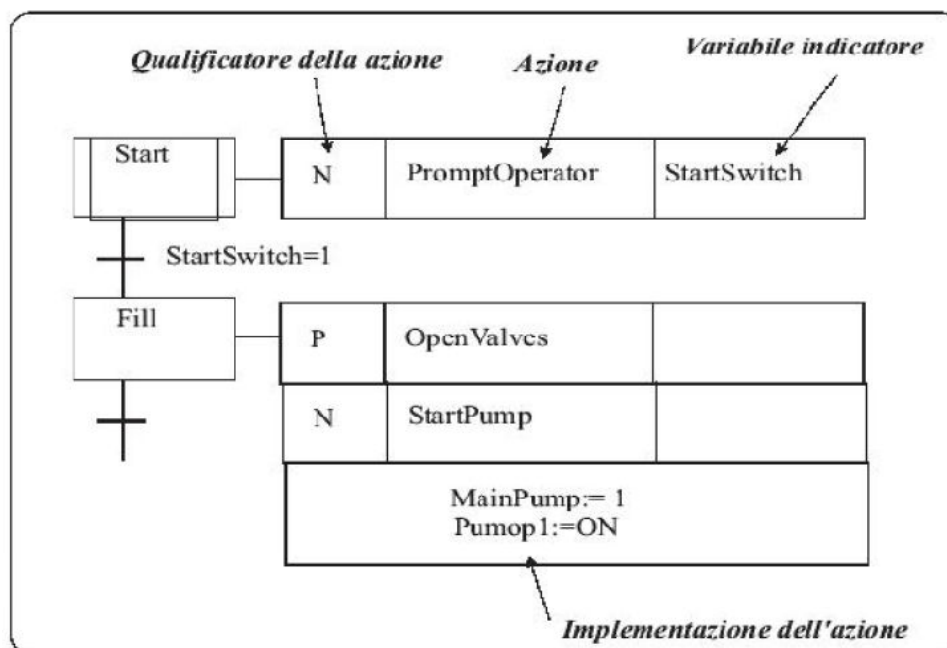 Qualificatore della azione
Azione
Variabile indicatore
Start
N
PromptOperator
StartSwitch
StartSwitch=1
Fill
P
OpenValves
N
StartPump
MainPump:= 1
Pumop1:=ON
Implementazione dell'azione